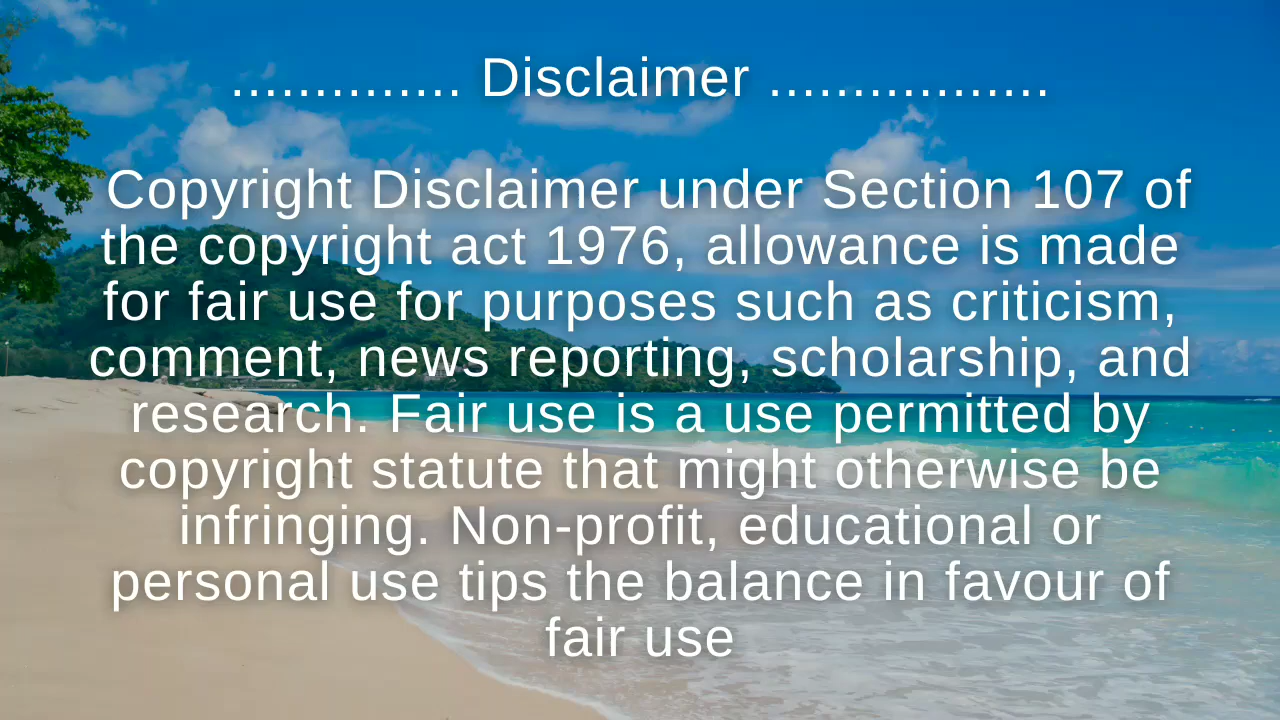 .............. Disclaimer .................
Copyright Disclaimer under Section 107 of
the copyright act 1976, allowance is made
for fair use for purposes such as criticism,
comment, news reporting, scholarship, and
research. Fair use is a use permitted by
copyright statute that might otherwise be
infringing. Non-profit, educational or
personal use tips the balance in favour of
fair use